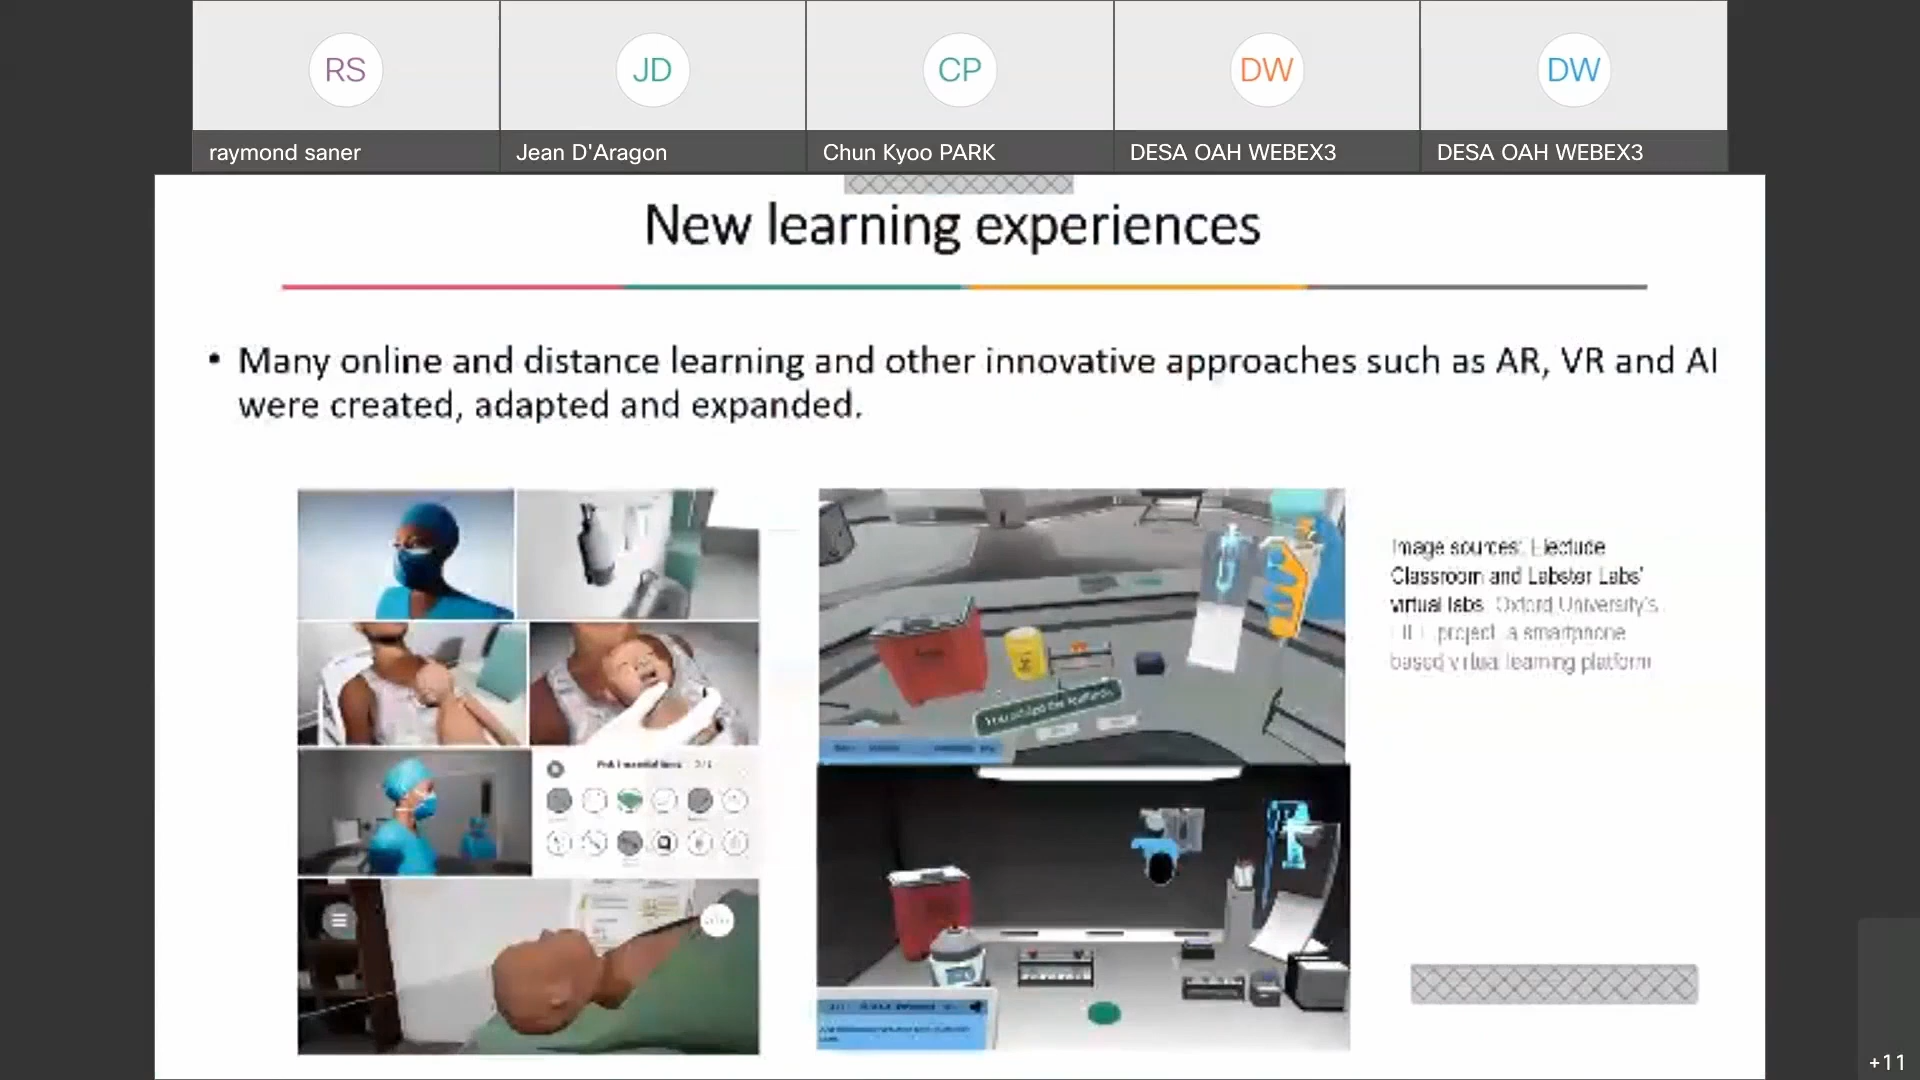 RS
JD
CP
DW
DW
raymond saner
Jean D'Aragon
Chun Kyoo PARK
DESA OAH WEBEX3
DESA OAH WEBEX3
New learning experiences
• Many online and distance learning and other innovative approaches such as AR, VR and AI
were created, adapted and expanded.
Image sources:
Classroom and Labster Labs'
virtual labs. Oxford University's
project, a smartphone
based virtual learning platform
+11